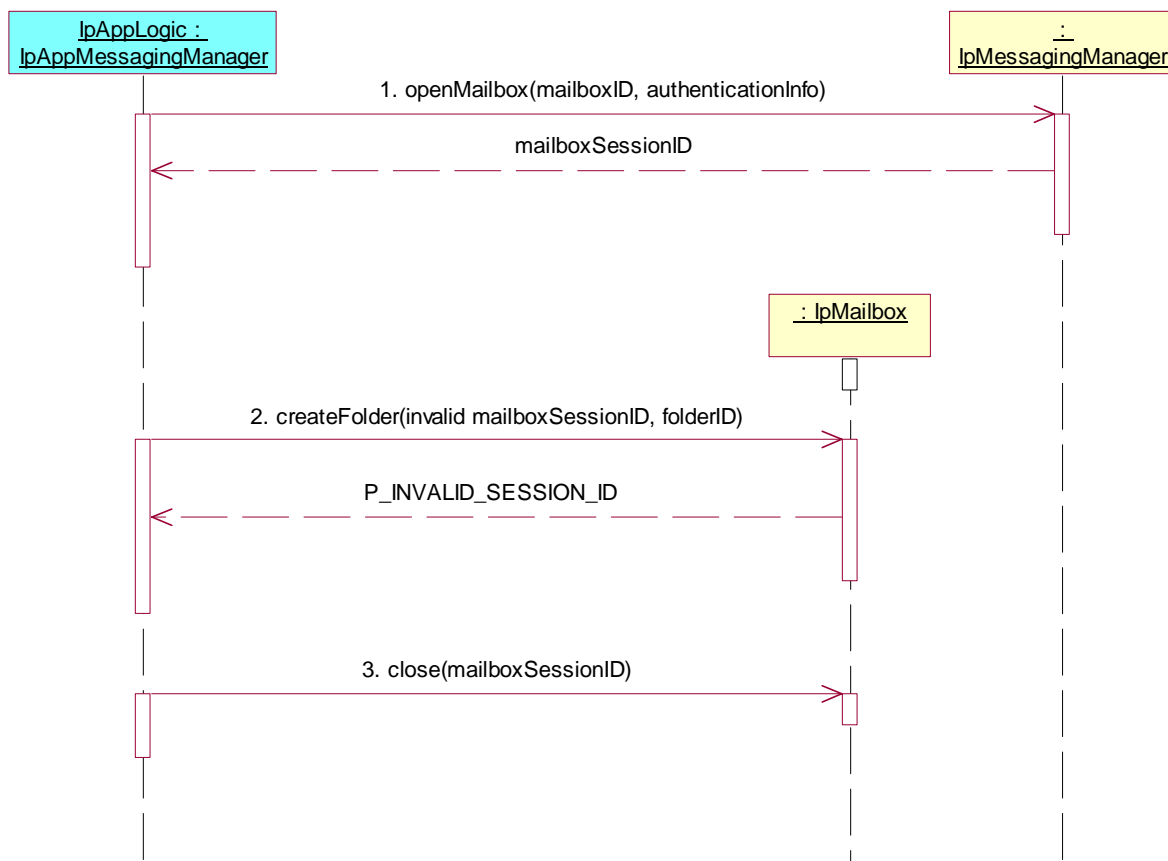 IpAppLogic :
IpAppMessagingManager
:
IpMessagingManager
1. openMailbox(mailboxID, authenticationInfo)
mailboxSessionID
: IpMailbox
2. createFolder(invalid mailboxSessionID, folderID)
P_INVALID_SESSION_ID
3. close(mailboxSessionID)